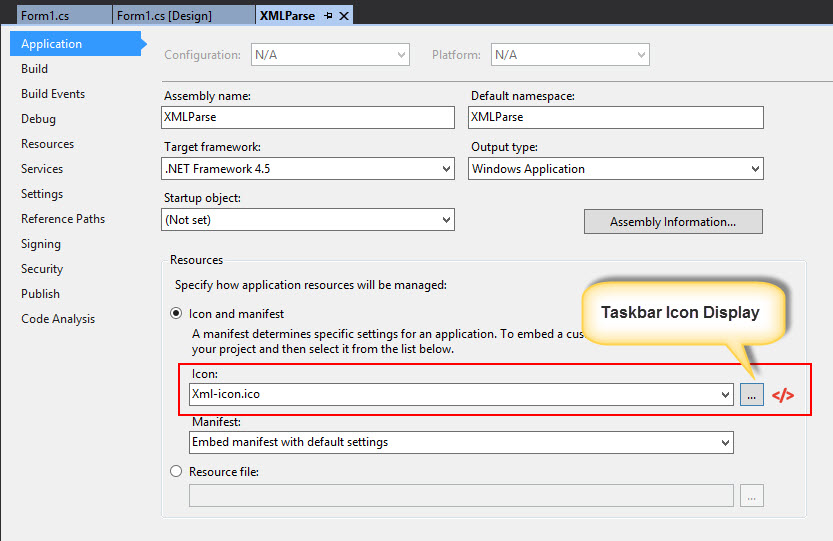 Form1.cs
Form1.cs [Design]
XMLParse
Application
Build
Build Events
Debug
Resources
Services
Settings
Reference Paths
Signing
Security
Publish
Code Analysis
Configuration:
N/A
Platform:
N/A
Assembly name:
XMLParse
Default namespace:
XMLParse
Target framework:
.NET Framework 4.5
Output type:
Windows Application
Startup object:
(Not set)
Assembly Information...
Resources
Specify how application resources will be managed:
Icon and manifest
A manifest determines specific settings for an application. To embed a cus
your project and then select it from the list below.
Taskbar Icon Display
Icon:
Xml-icon.ico
...
</>
Manifest:
Embed manifest with default settings
Resource file:
...